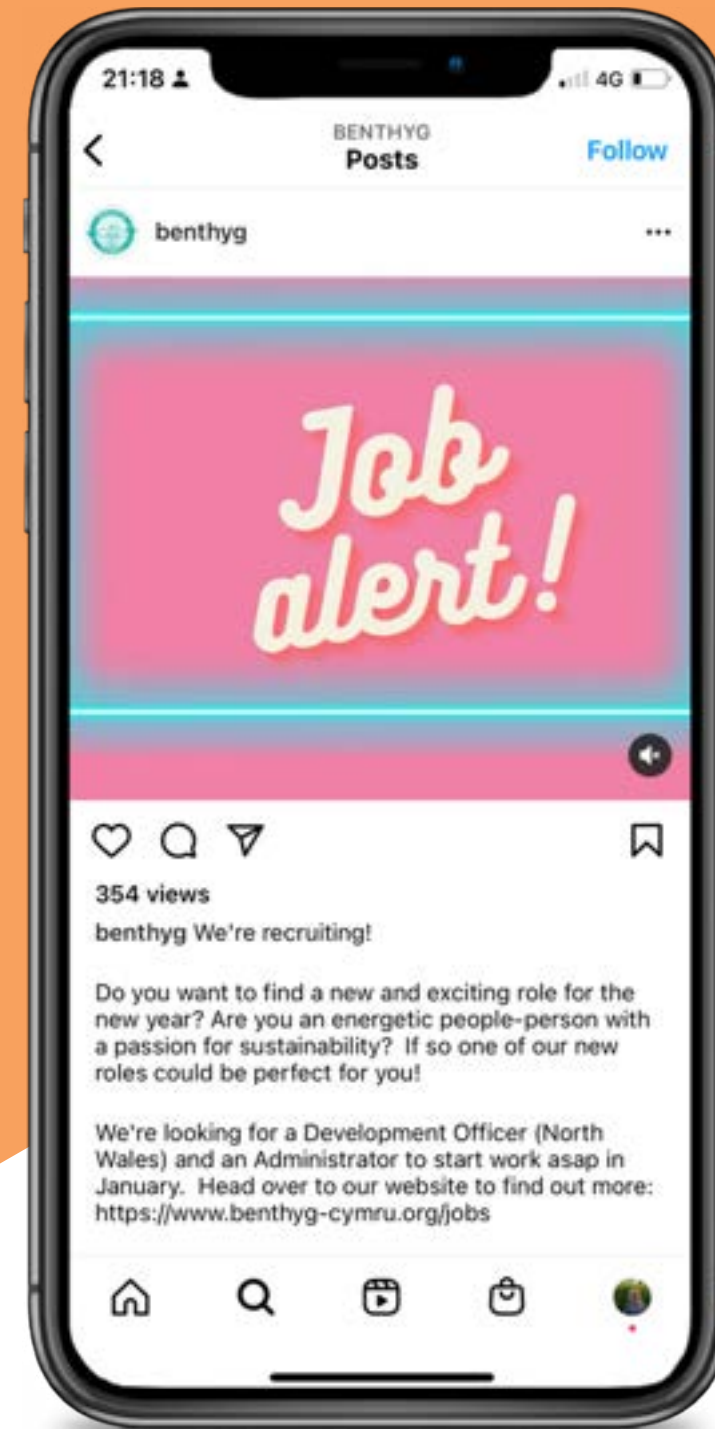 21:18
4G
BENTHYG
Posts
Follow
benthyg
Job
alert!
354 views
benthyg We're recruiting!
Do you want to find a new and exciting role for the
new year? Are you an energetic people-person with
a passion for sustainability?  If so one of our new
roles could be perfect for you!
We're looking for a Development Officer (North
Wales) and an Administrator to start work asap in
January.  Head over to our website to find out more:
https://www.benthyg-cymru.org/jobs